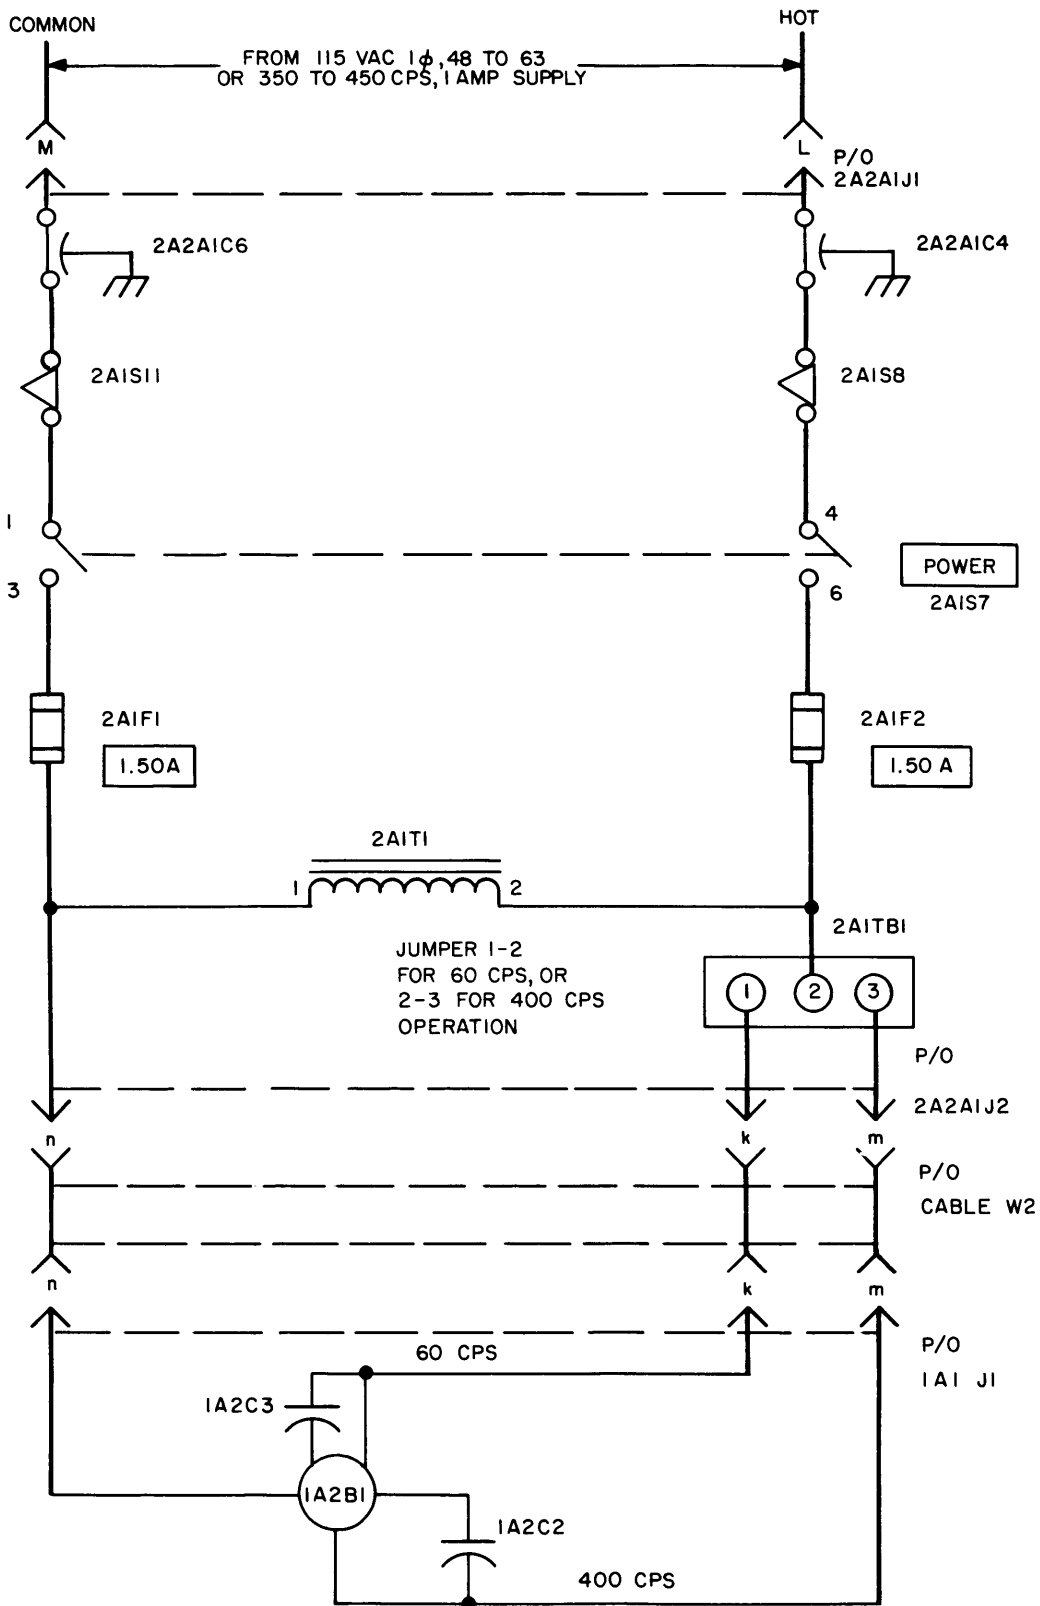 COMMON
HOT
FROM 115 VAC 1ϕ, 48 TO 63
OR 350 TO 450 CPS, 1 AMP SUPPLY
M
L
P/O
2A2A1J1
2A2A1C6
2A2A1C4
2A1S11
2A1S8
1
4
POWER
3
6
2A1S7
2A1F1
2A1F2
1.50A
1.50 A
2A1T1
1
2
2A1TB1
JUMPER 1-2
FOR 60 CPS, OR
2-3 FOR 400 CPS
OPERATION
1
2
3
P/O
2A2A1J2
n
k
m
P/O
CABLE W2
n
k
m
P/O
1A1 J1
60 CPS
1A2C3
1A2B1
1A2C2
400 CPS